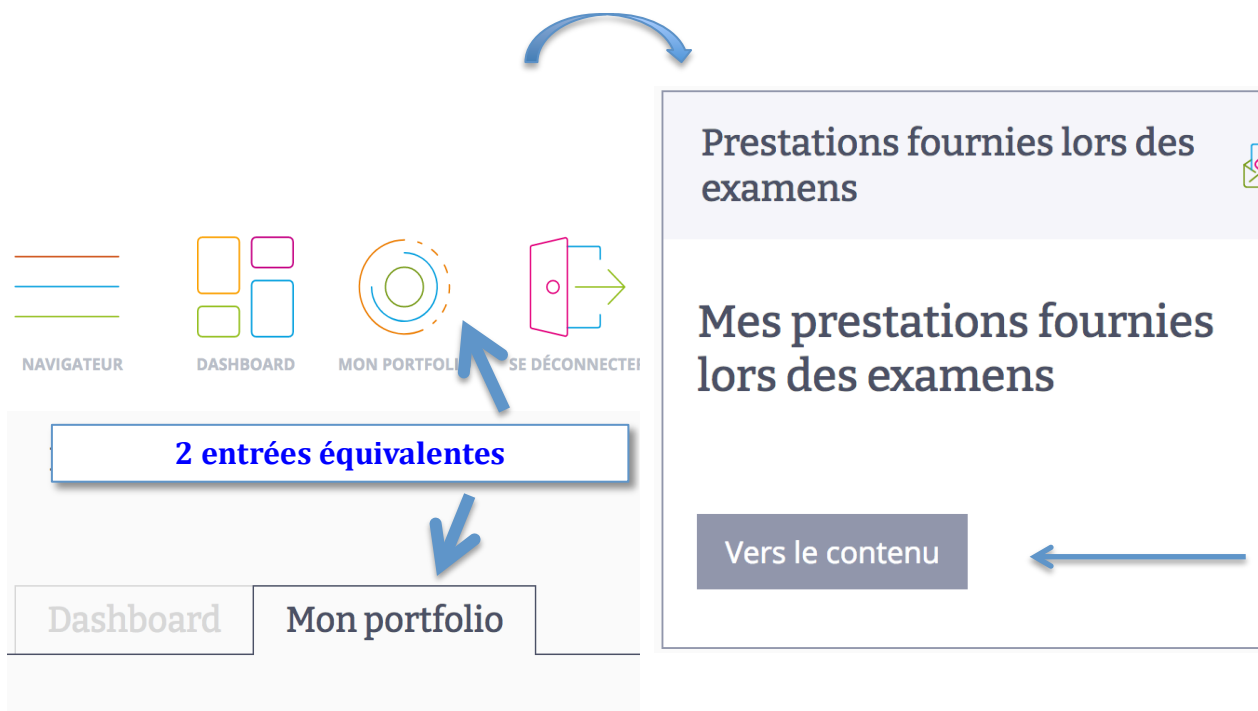 NAVIGATEUR
DASHBOARD
MON PORTFOLI
SE DÉCONNECTER
2 entrées équivalentes
Dashboard
Mon portfolio
Prestations fournies lors des
examens
Mes prestations fournies
lors des examens
Vers le contenu